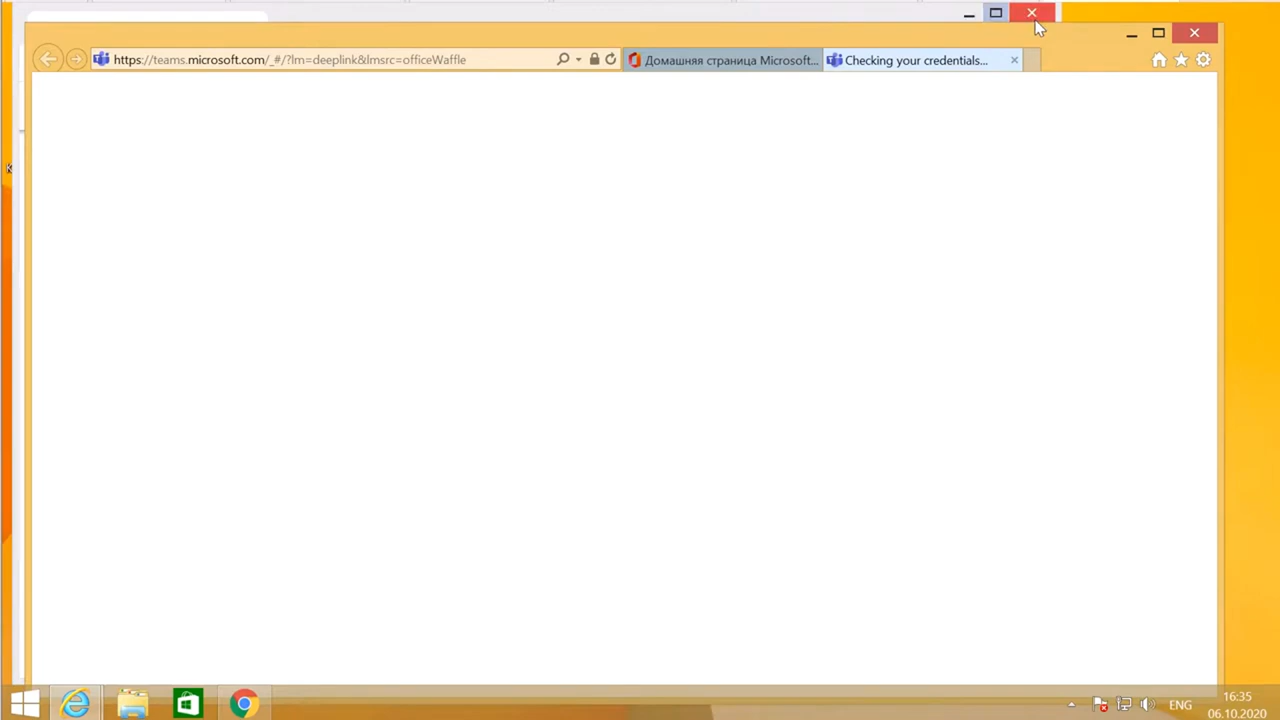 https://teams.microsoft.com/_#/?lm=deeplink&lmsrc=officeWaffle
Домашняя страница Microsoft...
Checking your credentials...
ENG
16:35
06.10.2020